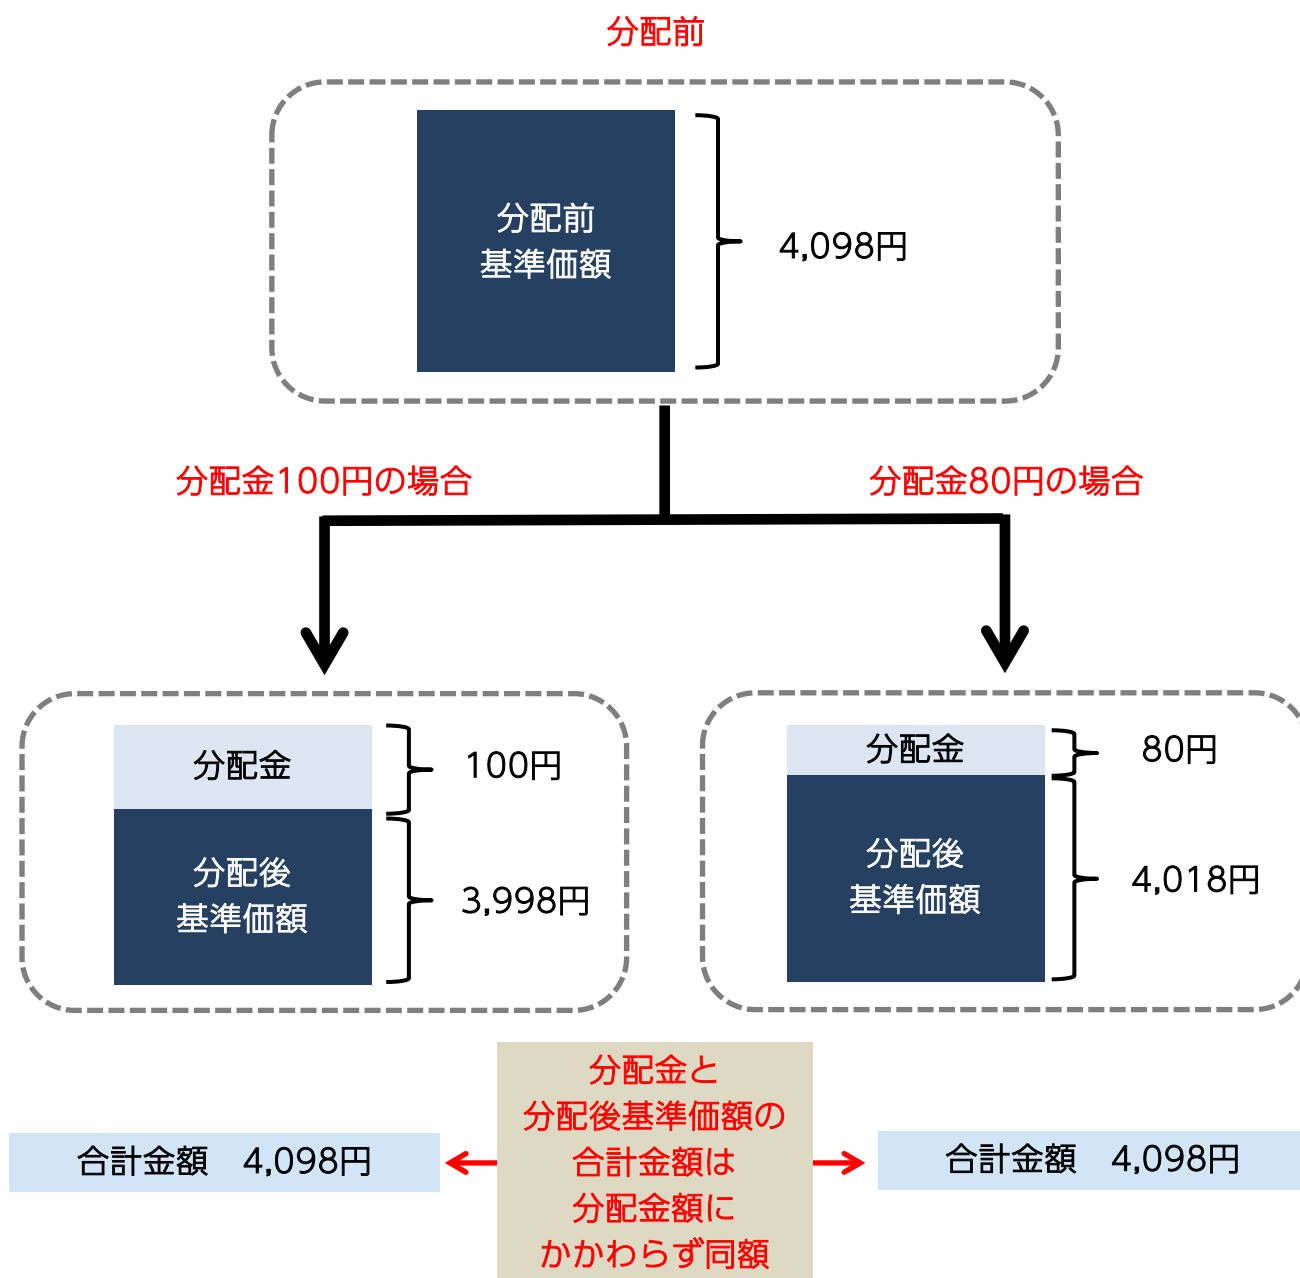 分配前
分配前
基準価額
4,098円
分配金100円の場合
分配金80円の場合
分配金
100円
分配後
基準価額
3,998円
分配金
80円
分配後
基準価額
4,018円
分配金と
分配後基準価額の
合計金額は
分配金額に
かかわらず同額
合計金額　4,098円
合計金額　4,098円